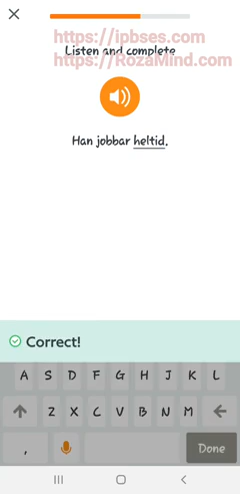 https://ipbses.com
Listen and complete
https://RozaMind.com
Han jobbar heltid.
Correct!
A S D F G H J K L
Z X C V B N M
, Done